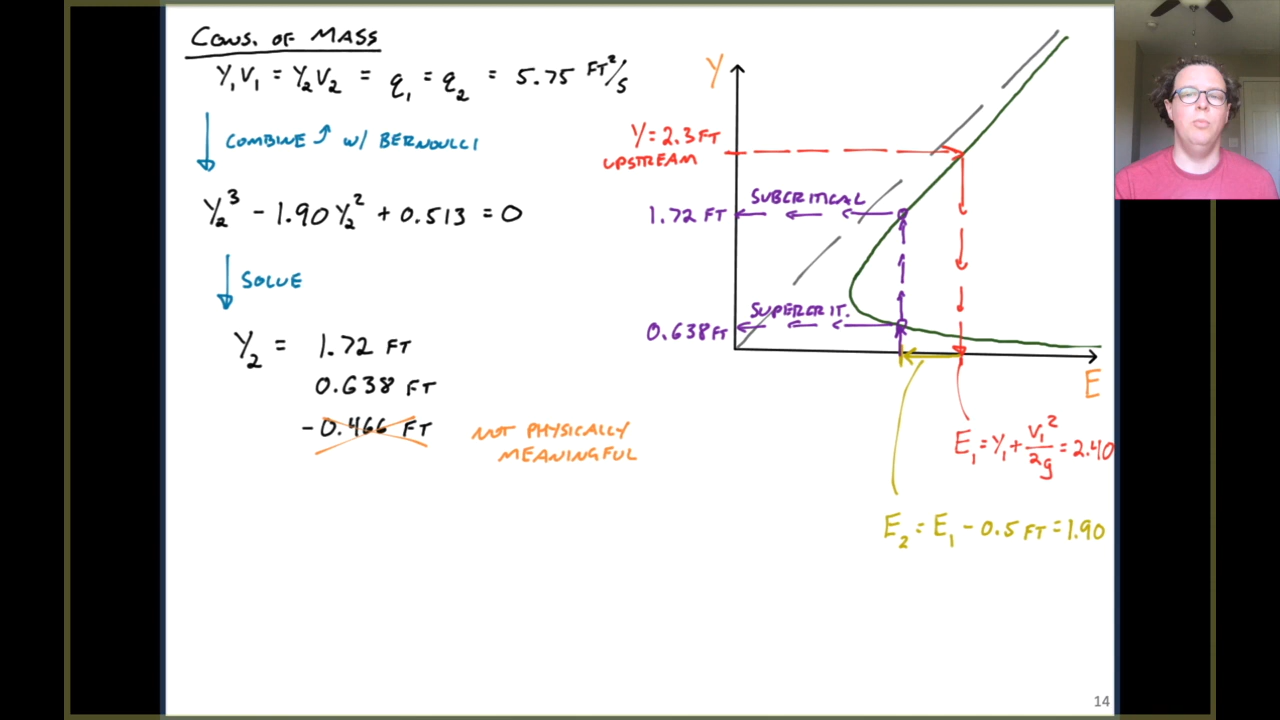 CONS. OF MASS
Y₁V₁ = Y₂V₂ = q₁ = q₂ = 5.75 FT²/S
COMBINE ⤴ W/ BERNOULLI
Y₂³ - 1.90Y₂² + 0.513 = 0
SOLVE
Y₂ = 1.72 FT
0.638 FT
-0.466 FT
NOT PHYSICALLY
MEANINGFUL
Y
Y=2.3 FT
UPSTREAM
SUBCRITICAL
1.72 FT
SUPERCRIT.
0.638 FT
E
E₁ = Y₁ + V₁²/2g = 2.40
E₂ = E₁ - 0.5 FT = 1.90
14